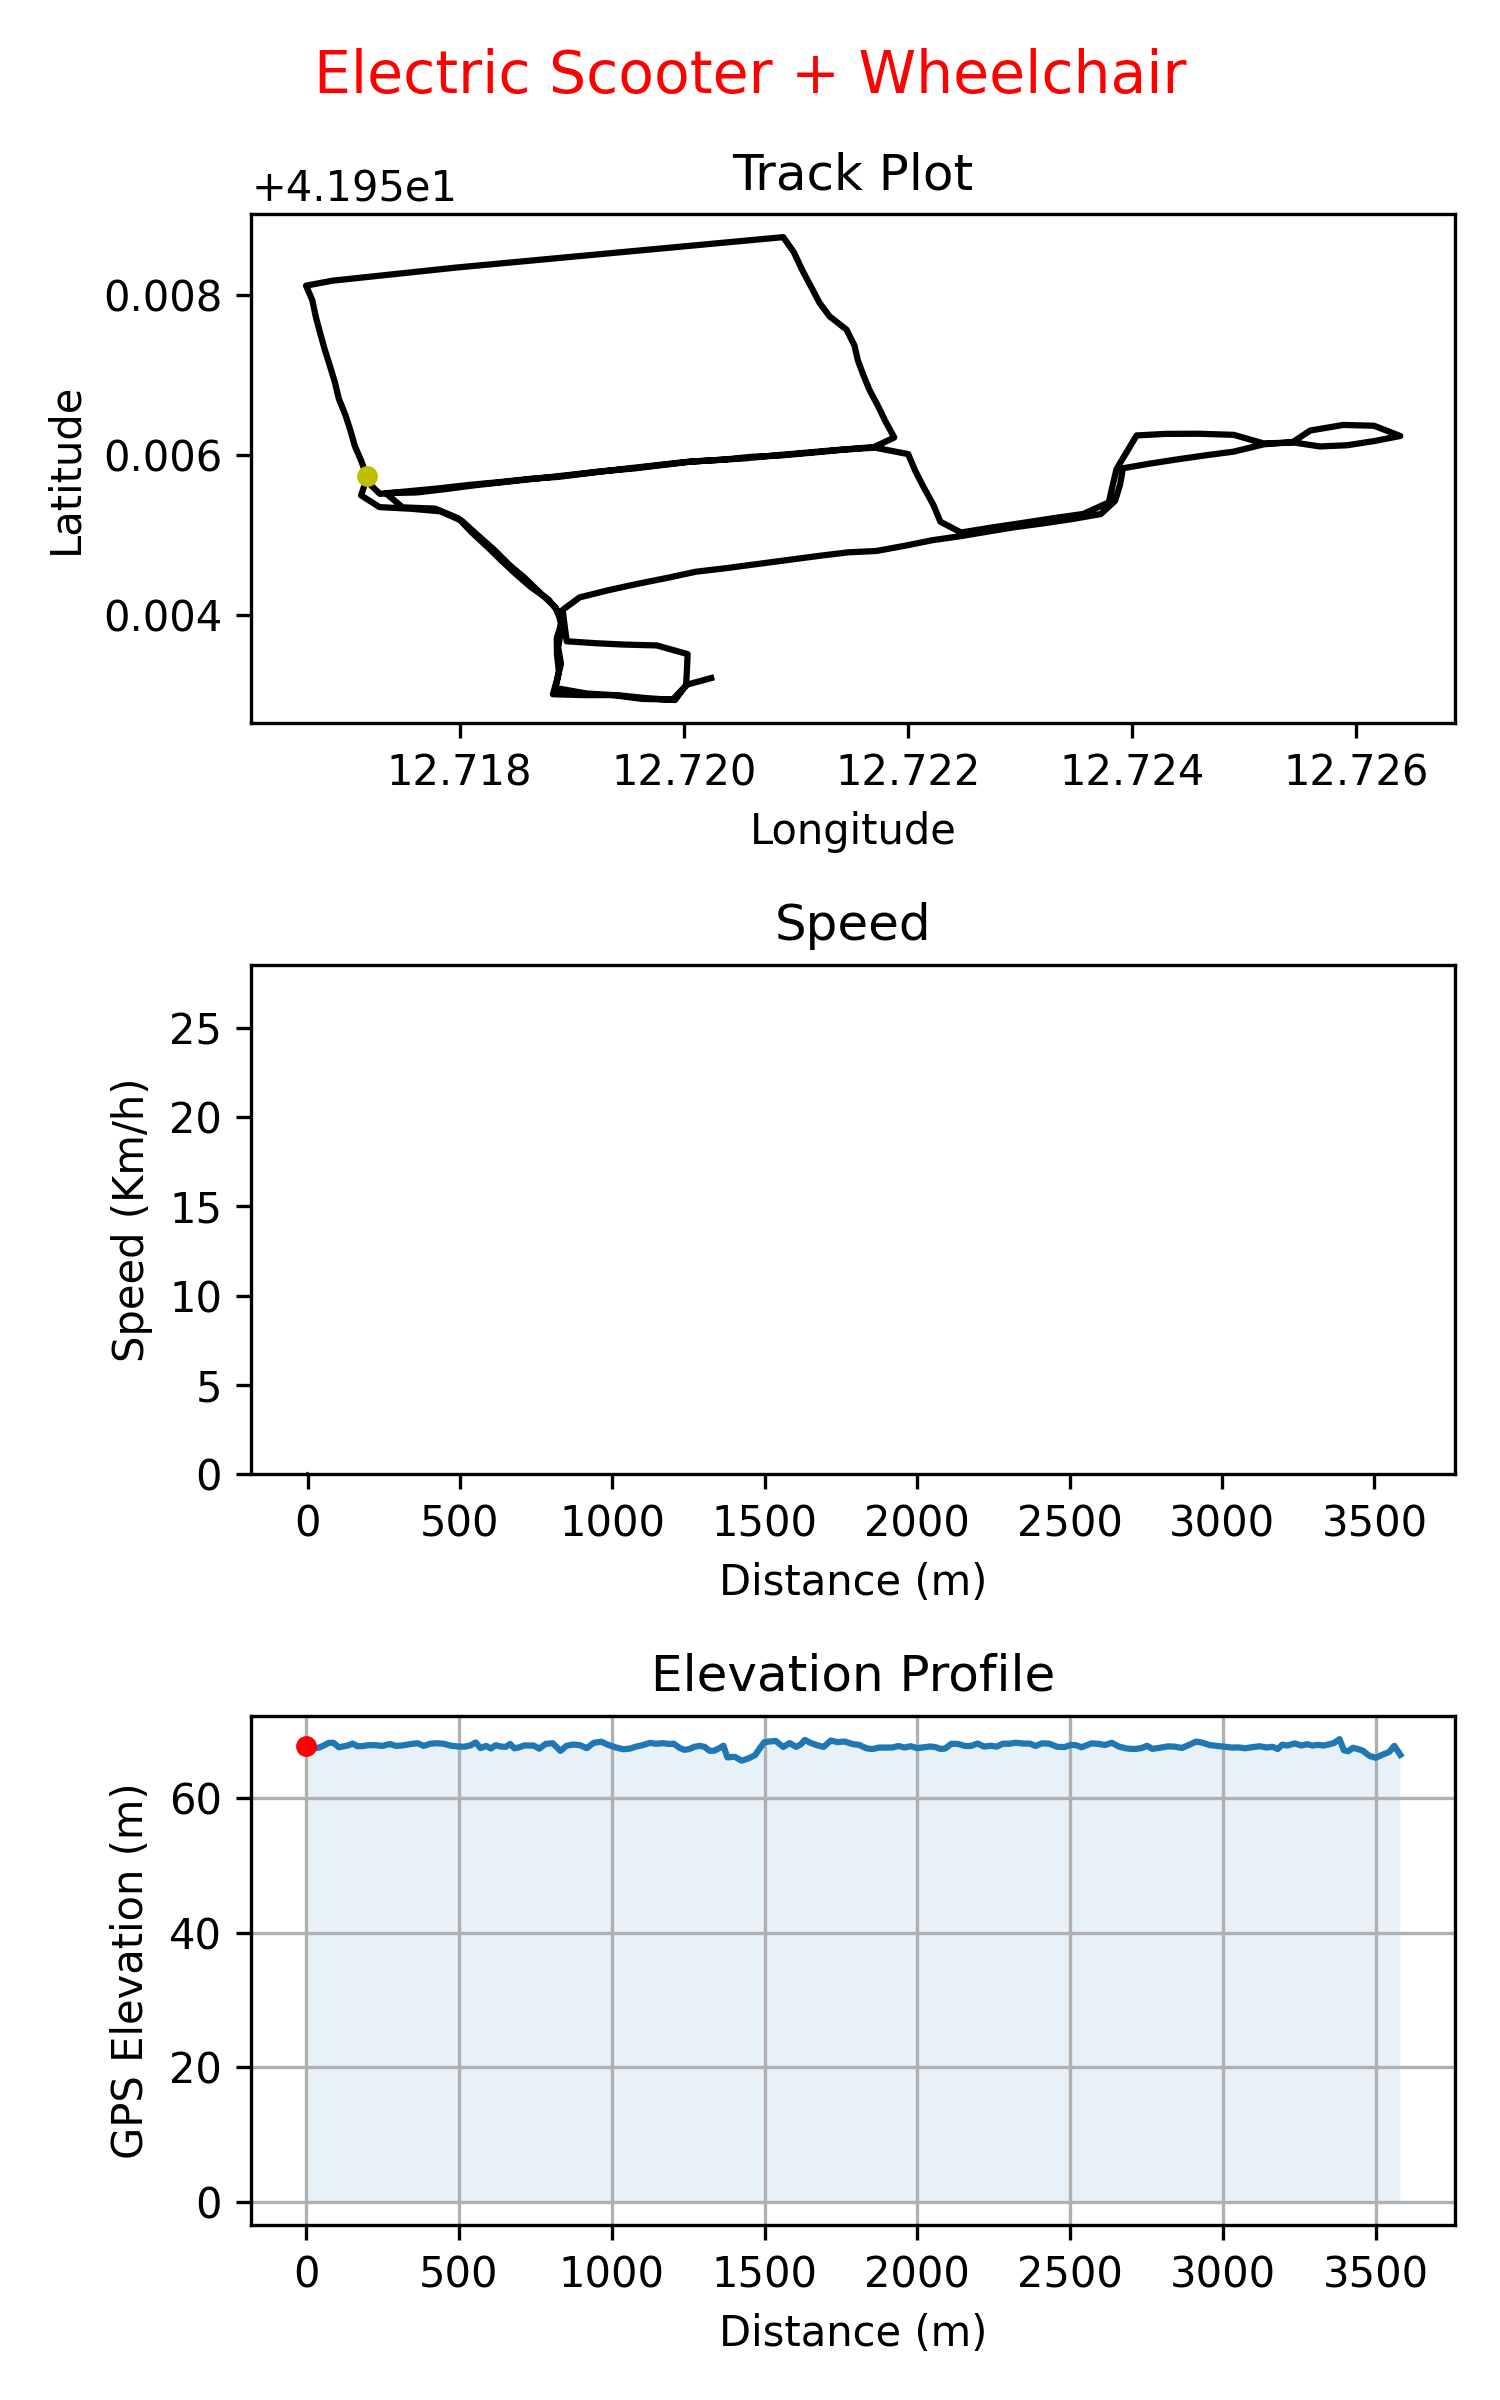 Electric Scooter + Wheelchair
Track Plot
+4.195e1
0.008
0.006
0.004
Latitude
12.718 12.720 12.722 12.724 12.726
Longitude
Speed
25
20
15
10
5
0
Speed (Km/h)
0 500 1000 1500 2000 2500 3000 3500
Distance (m)
Elevation Profile
60
40
20
0
GPS Elevation (m)
0 500 1000 1500 2000 2500 3000 3500
Distance (m)